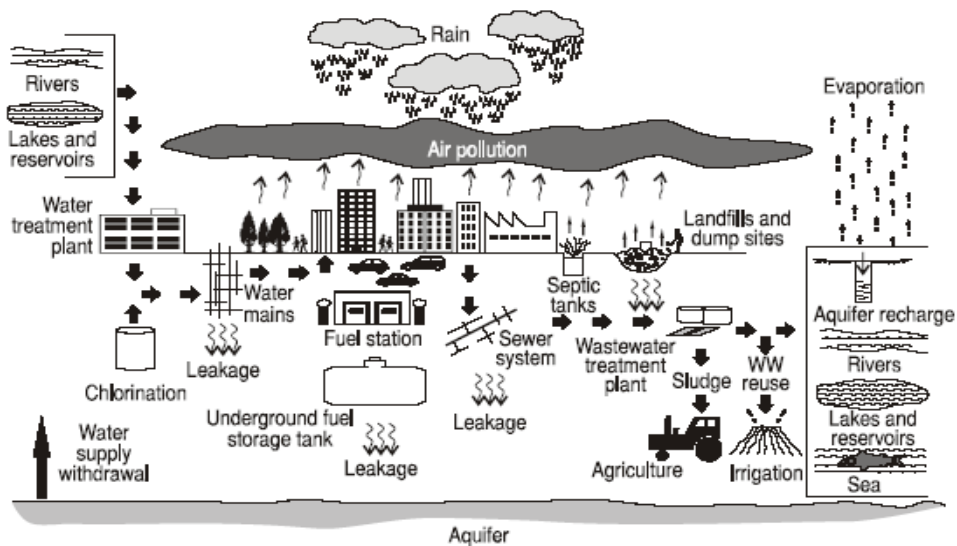 Rain
Rivers
Lakes and
reservoirs
Evaporation
Air pollution
Water
treatment
plant
Landfills and
dump sites
Water
mains
Septic
tanks
Fuel station
Sewer
system
Aquifer recharge
Leakage
Chlorination
Wastewater
treatment
plant
Sludge
WW
reuse
Rivers
Underground fuel
storage tank
Leakage
Leakage
Lakes and
reservoirs
Water
supply
withdrawal
Agriculture
Irrigation
Sea
Aquifer